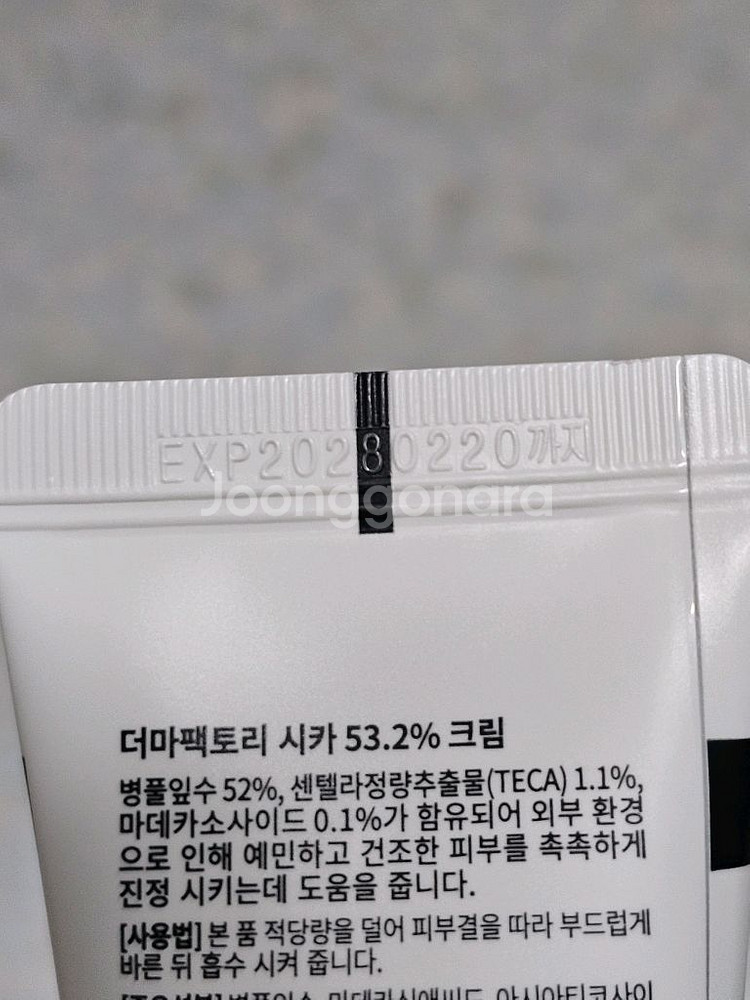 EXP20280220까지
Joonggonara
더마팩토리 시카 53.2% 크림
병풀잎수 52%, 센텔라정량추출물(TECA) 1.1%,
마데카소사이드 0.1%가 함유되어 외부 환경
으로 인해 예민하고 건조한 피부를 촉촉하게
진정 시키는데 도움을 줍니다.
[사용법] 본 품 적당량을 덜어 피부결을 따라 부드럽게
바른 뒤 흡수 시켜 줍니다.